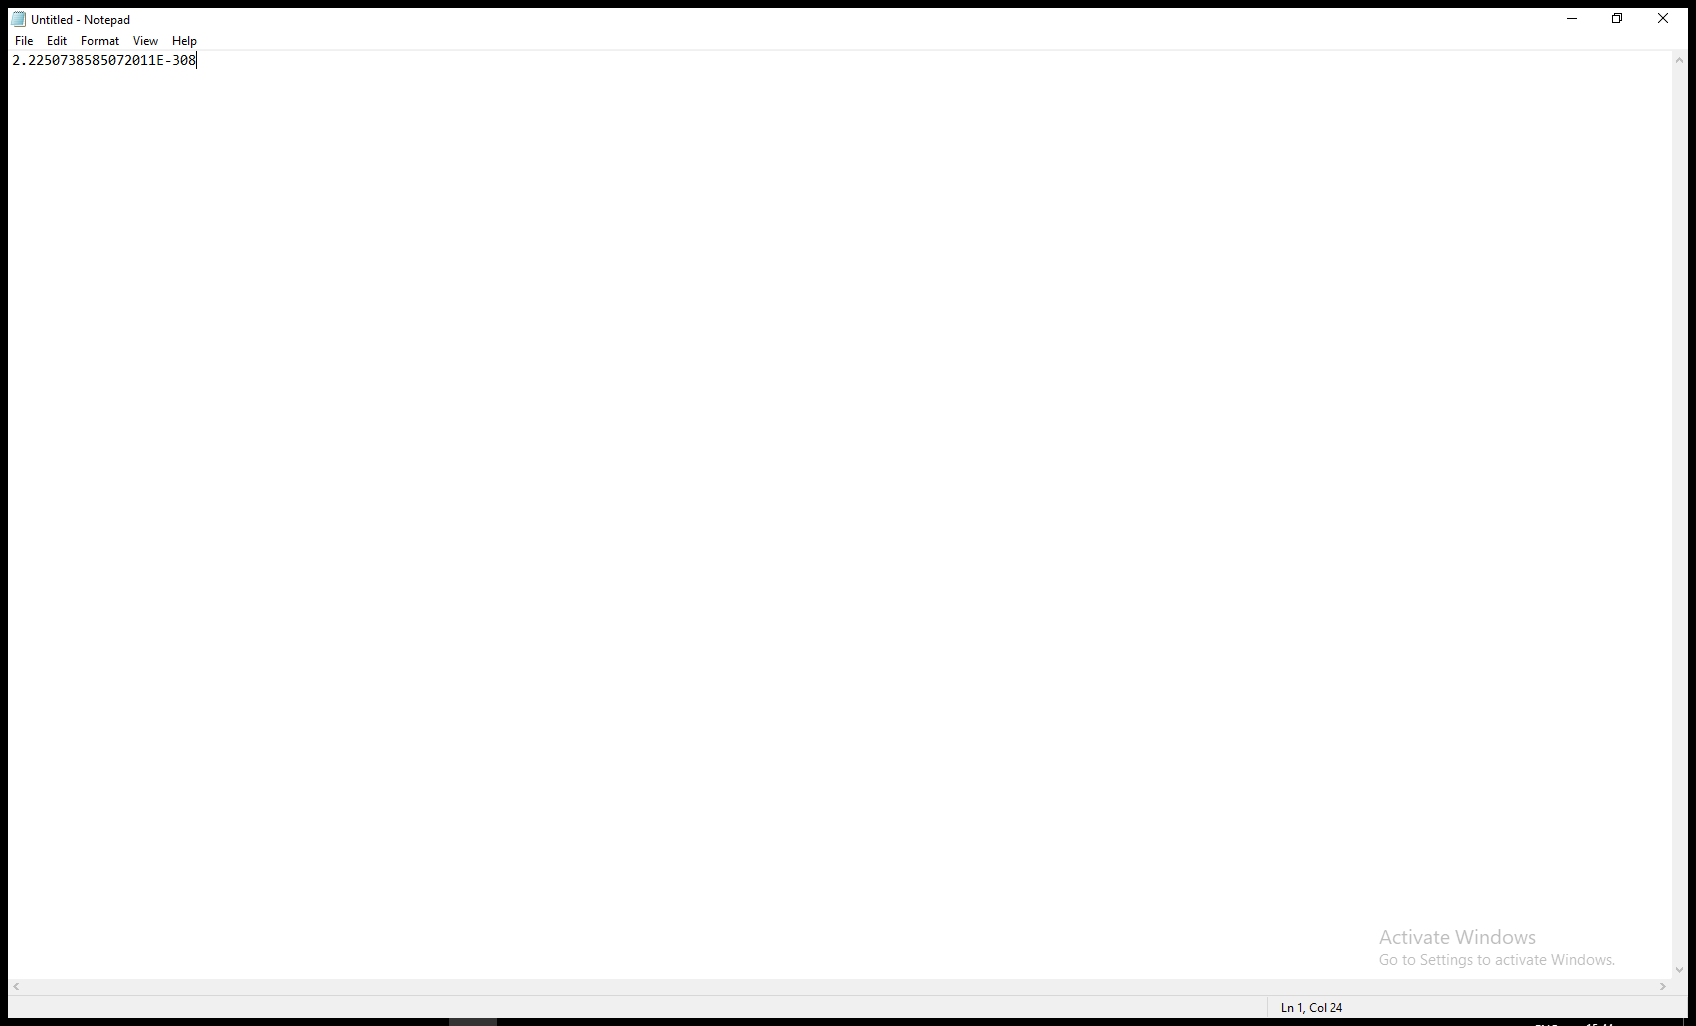 Untitled - Notepad
File Edit Format View Help
2.2250738585072011E-308
Activate Windows
Go to Settings to activate Windows.
Ln 1, Col 24